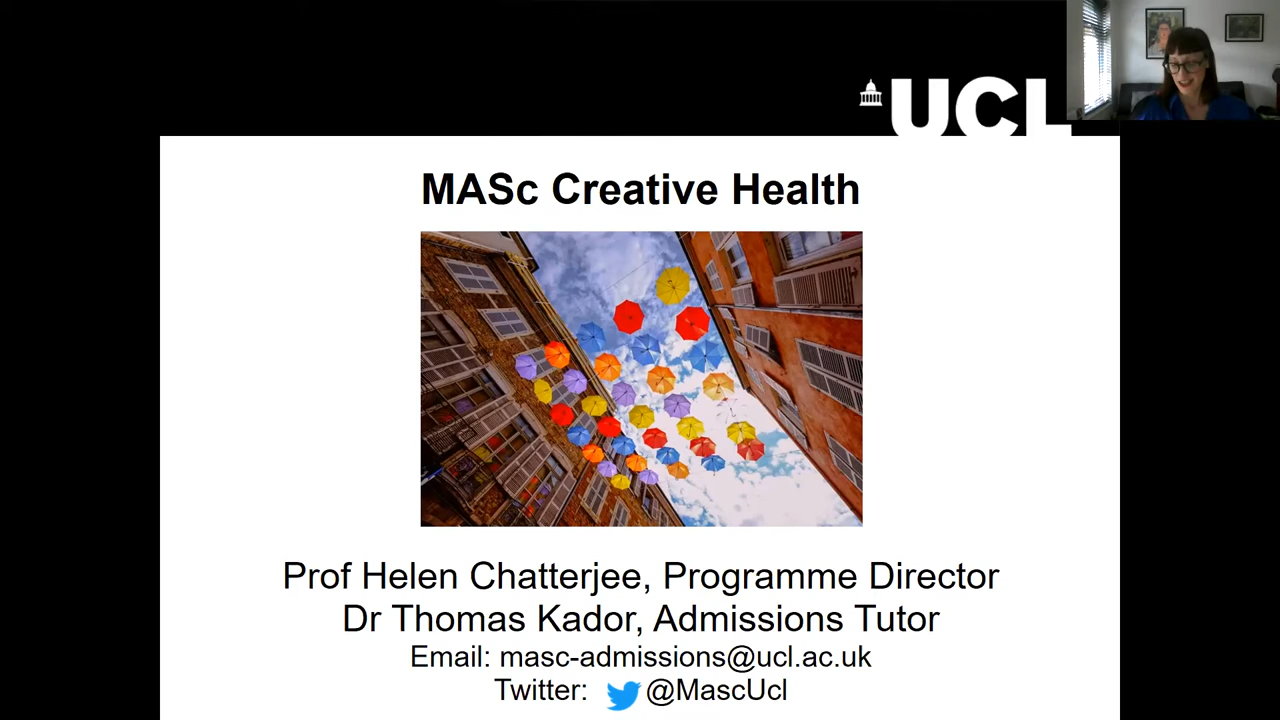 UCL
MASc Creative Health
Prof Helen Chatterjee, Programme Director
Dr Thomas Kador, Admissions Tutor
Email: masc-admissions@ucl.ac.uk
Twitter: @MascUcl